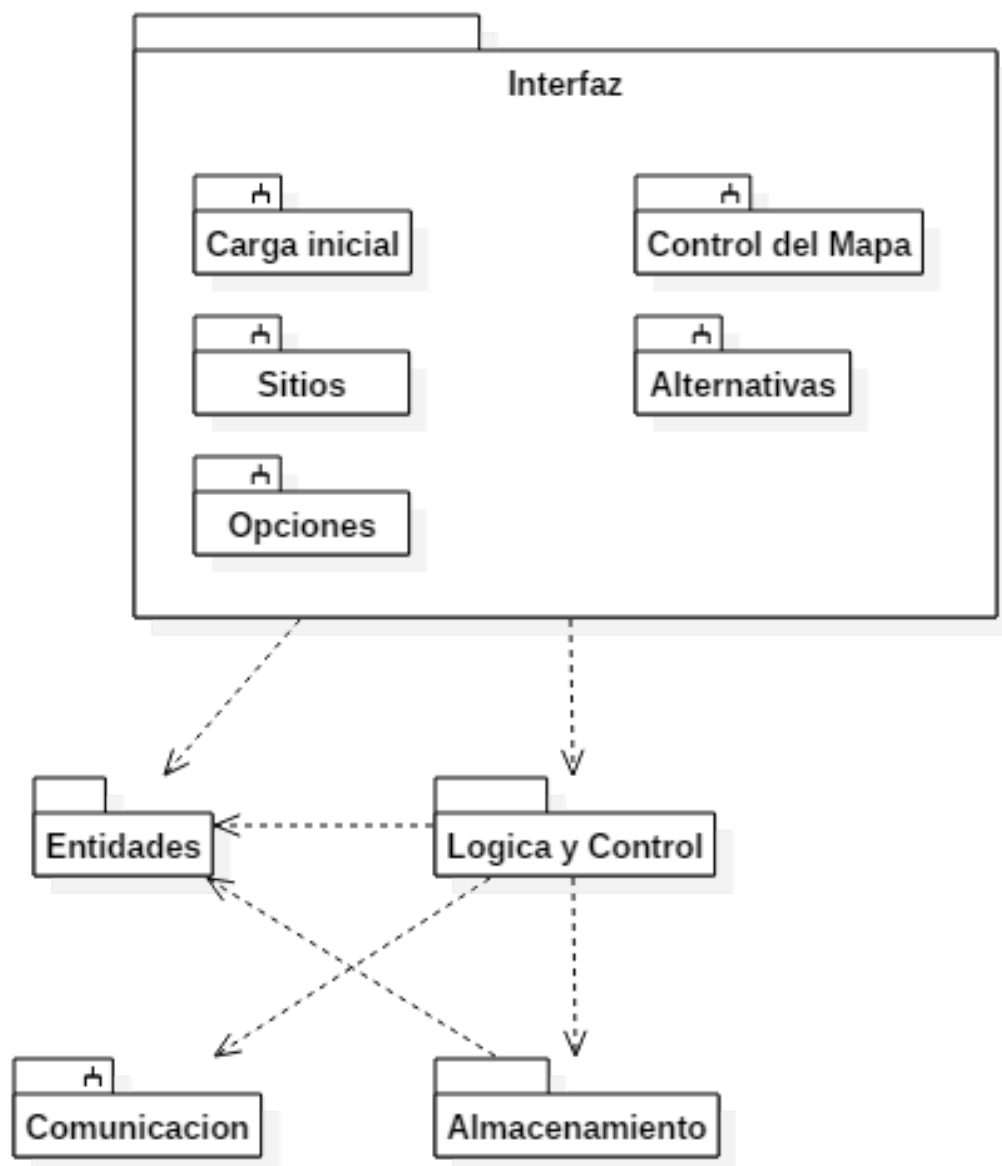 Interfaz
Carga inicial
Control del Mapa
Sitios
Alternativas
Opciones
Entidades
Logica y Control
Comunicacion
Almacenamiento